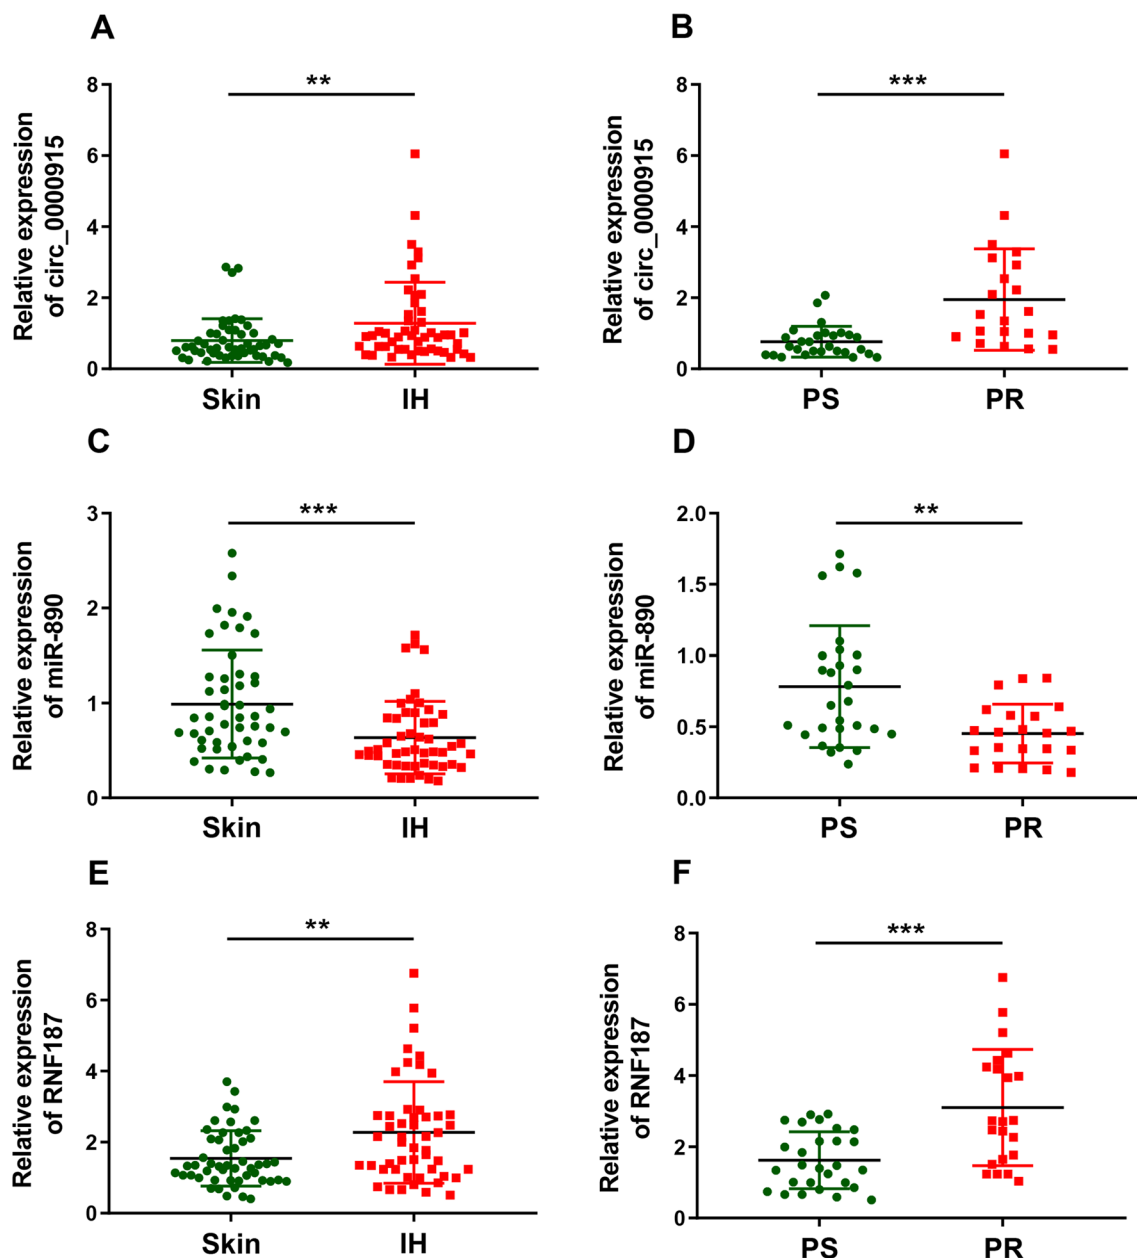 A
Relative expression
of circ_0000915
8
6
4
2
0
**
Skin
IH
B
Relative expression
of circ_0000915
8
6
4
2
0
***
PS
PR
C
Relative expression
of miR-890
3
2
1
0
***
Skin
IH
D
Relative expression
of miR-890
2.0
1.5
1.0
0.5
0.0
**
PS
PR
E
Relative expression
of RNF187
8
6
4
2
0
**
Skin
IH
F
Relative expression
of RNF187
8
6
4
2
0
***
PS
PR